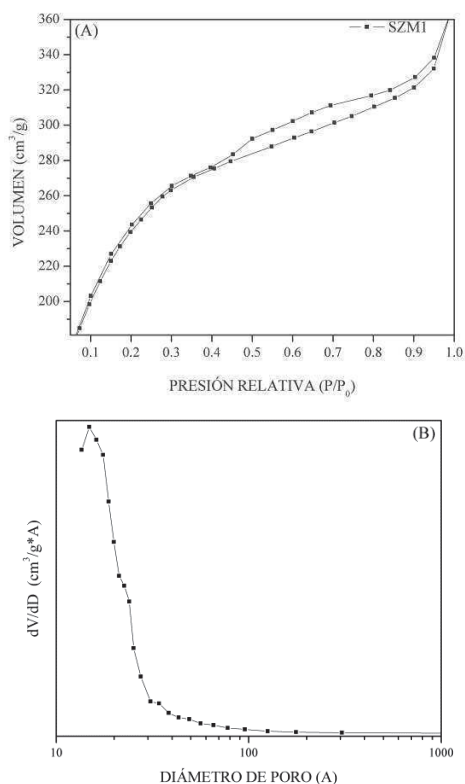 (A)
SZM1
360
340
320
300
280
260
240
220
200
VOLUMEN (cm³/g)
0.1 0.2 0.3 0.4 0.5 0.6 0.7 0.8 0.9 1.0
PRESIÓN RELATIVA (P/P₀)
(B)
dV/dD (cm³/g*A)
10 100 1000
DIÁMETRO DE PORO (A)